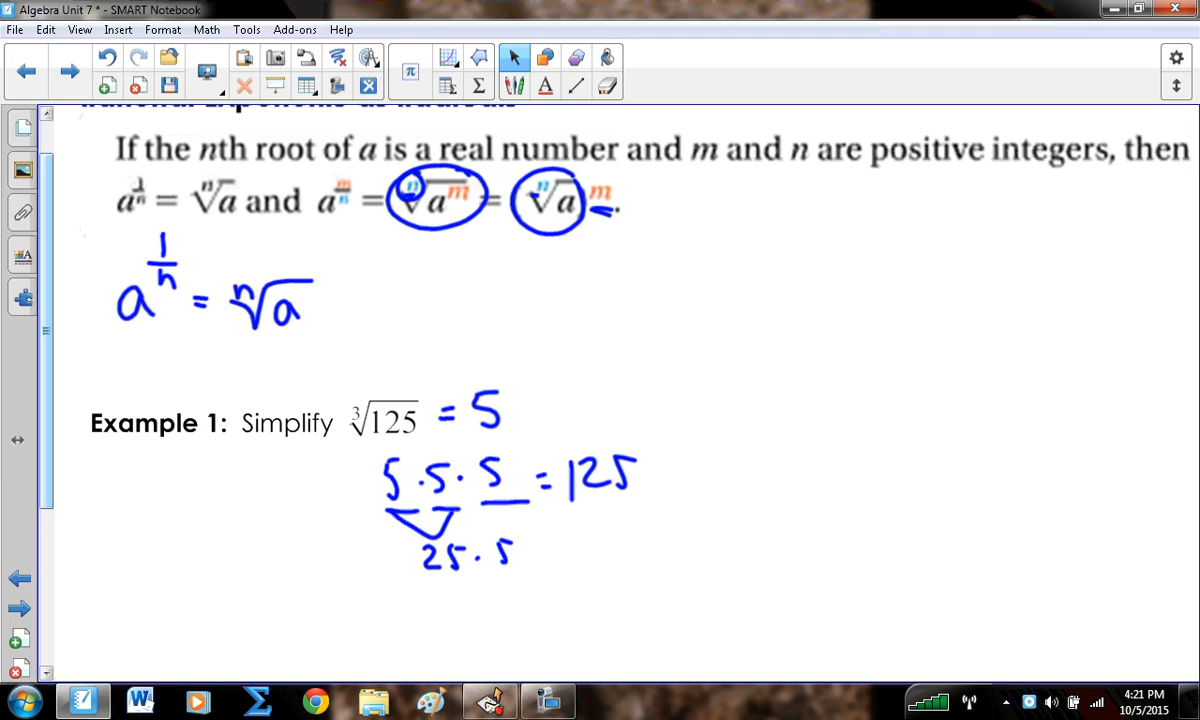 Algebra Unit 7 * - SMART Notebook
File Edit View Insert Format Math Tools Add-ons Help
If the nth root of a is a real number and m and n are positive integers, then
a^{1/n} = ⁿ√a and a^{m/n} = ⁿ√a^m = ⁿ√a^m.
a^{1/n} = ⁿ√a
Example 1: Simplify ³√125 = 5
5 · 5 · 5 = 125
25 · 5
4:21 PM
10/5/2015